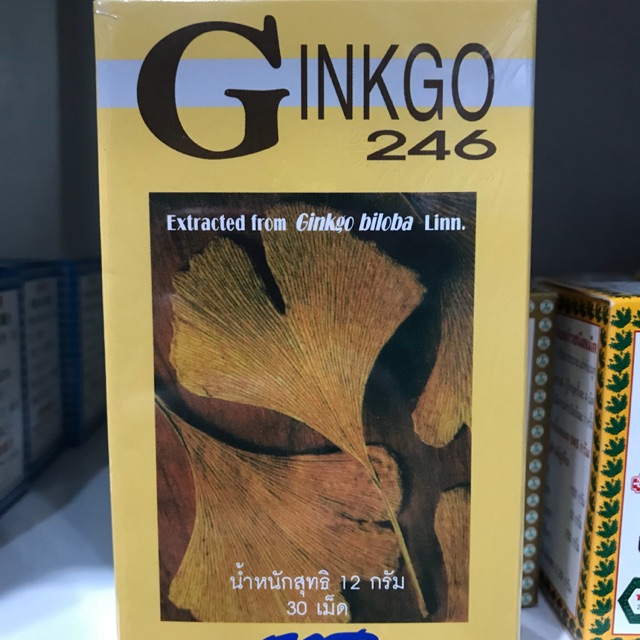 GINKGO
246
Extracted from Ginkgo biloba Linn.
น้ำหนักสุทธิ 12 กรัม
30 เม็ด